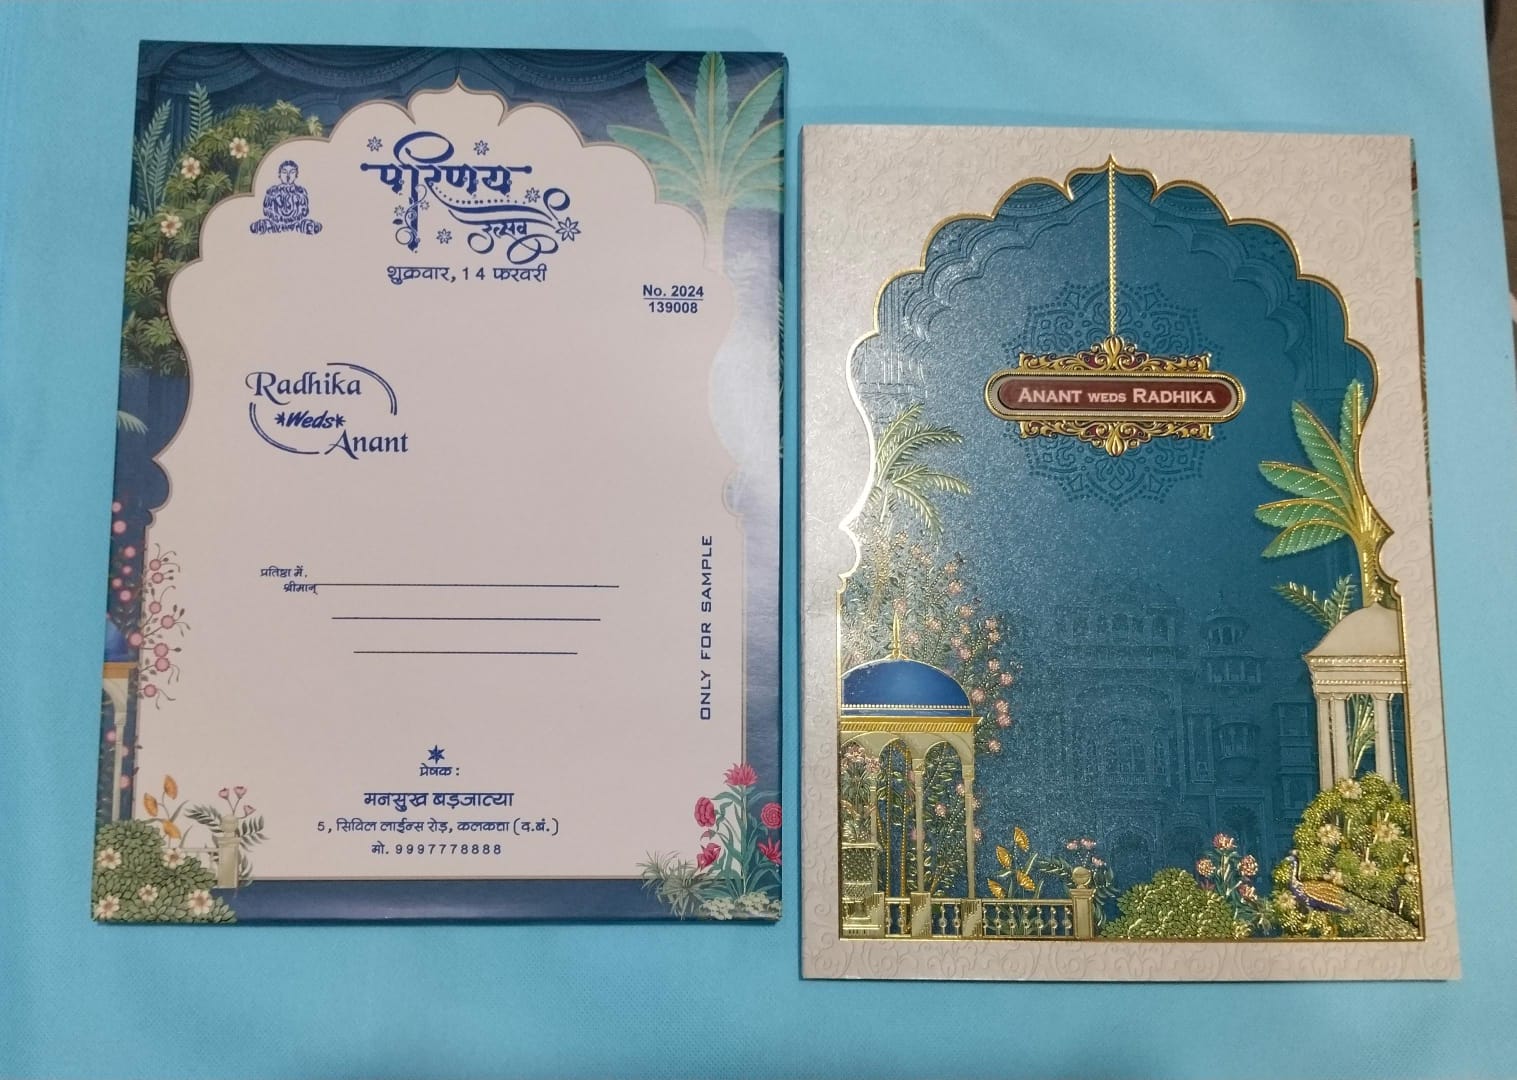 परिणय
उत्सव
शुक्रवार, 14 फरवरी
No. 2024
139008
Radhika
Weds
Anant
प्रतिष्ठा में,
श्रीमान्
ONLY FOR SAMPLE
प्रेषक :
मनसुख बड़जात्या
5, सिविल लाईन्स रोड़, कलकत्ता (द.बं.)
मो. 9997778888
ANANT WEDS RADHIKA